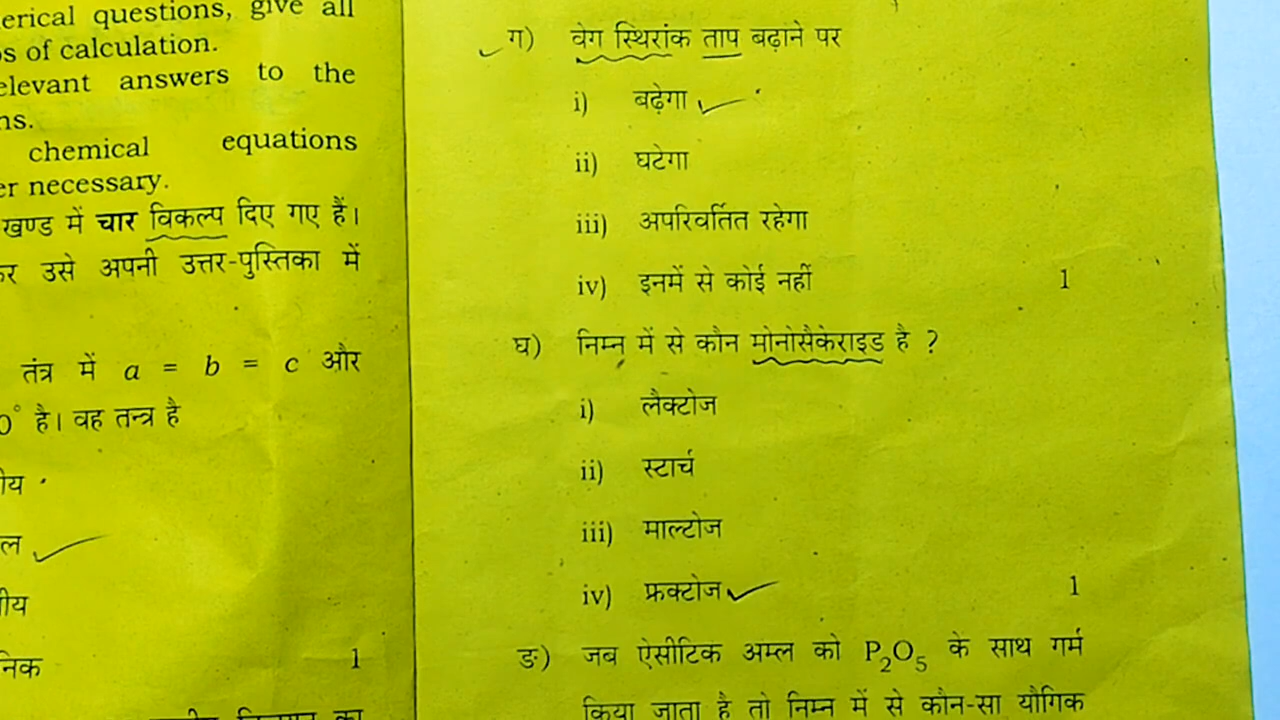 erical questions, give all
s of calculation.
elevant answers to the
ns.
chemical equations
er necessary.
खण्ड में चार विकल्प दिए गए हैं।
उसे अपनी उत्तर-पुस्तिका में
तंत्र में a = b = c और
0° है। वह तन्त्र है
ीय
ल
ीय
निक 1
ग) वेग स्थिरांक ताप बढ़ाने पर
i) बढ़ेगा
ii) घटेगा
iii) अपरिवर्तित रहेगा
iv) इनमें से कोई नहीं 1
घ) निम्न में से कौन मोनोसैकेराइड है ?
i) लैक्टोज
ii) स्टार्च
iii) माल्टोज
iv) फ्रक्टोज 1
ङ) जब ऐसीटिक अम्ल को P₂O₅ के साथ गर्म
किया जाता है तो निम्न में से कौन-सा यौगिक